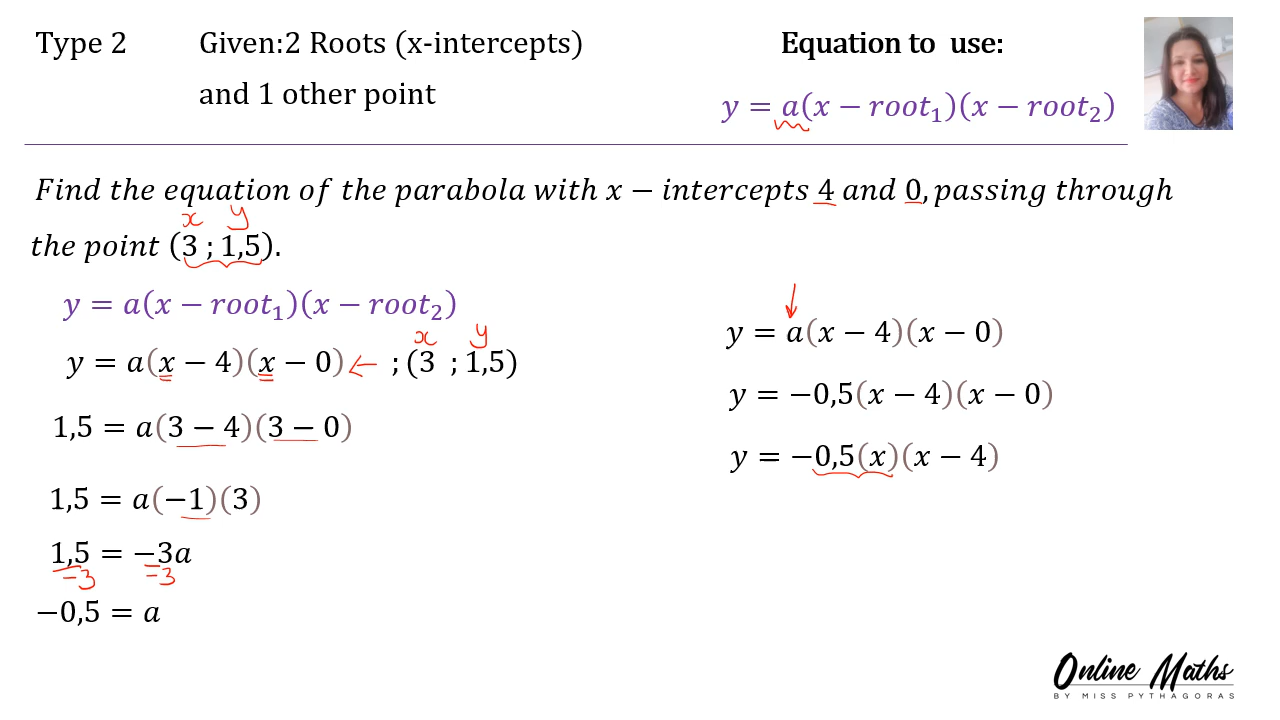 Type 2 Given:2 Roots (x-intercepts) Equation to use:
and 1 other point
y = a(x − root₁)(x − root₂)
Find the equation of the parabola with x − intercepts 4 and 0, passing through
x y
the point (3 ; 1,5).
y = a(x − root₁)(x − root₂)
x y
y = a(x − 4)(x − 0) ← ; (3 ; 1,5)
1,5 = a(3 − 4)(3 − 0)
1,5 = a(−1)(3)
1,5 = −3a
−3 −3
−0,5 = a
y = a(x − 4)(x − 0)
y = −0,5(x − 4)(x − 0)
y = −0,5(x)(x − 4)
Online Maths
BY MISS PYTHAGORAS